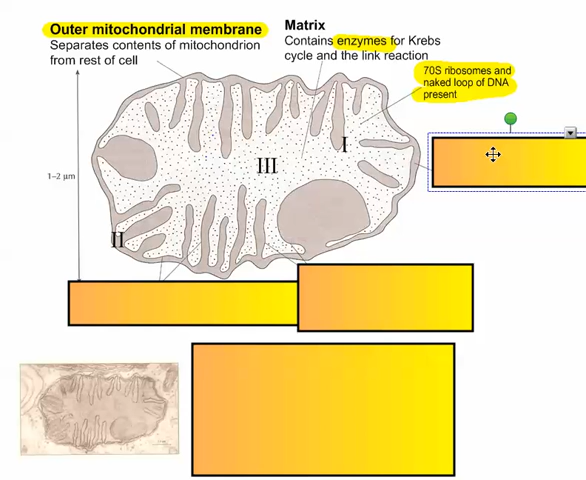 Outer mitochondrial membrane
Separates contents of mitochondrion
from rest of cell
Matrix
Contains enzymes for Krebs
cycle and the link reaction
70S ribosomes and
naked loop of DNA
present
1–2 µm
I
III
II